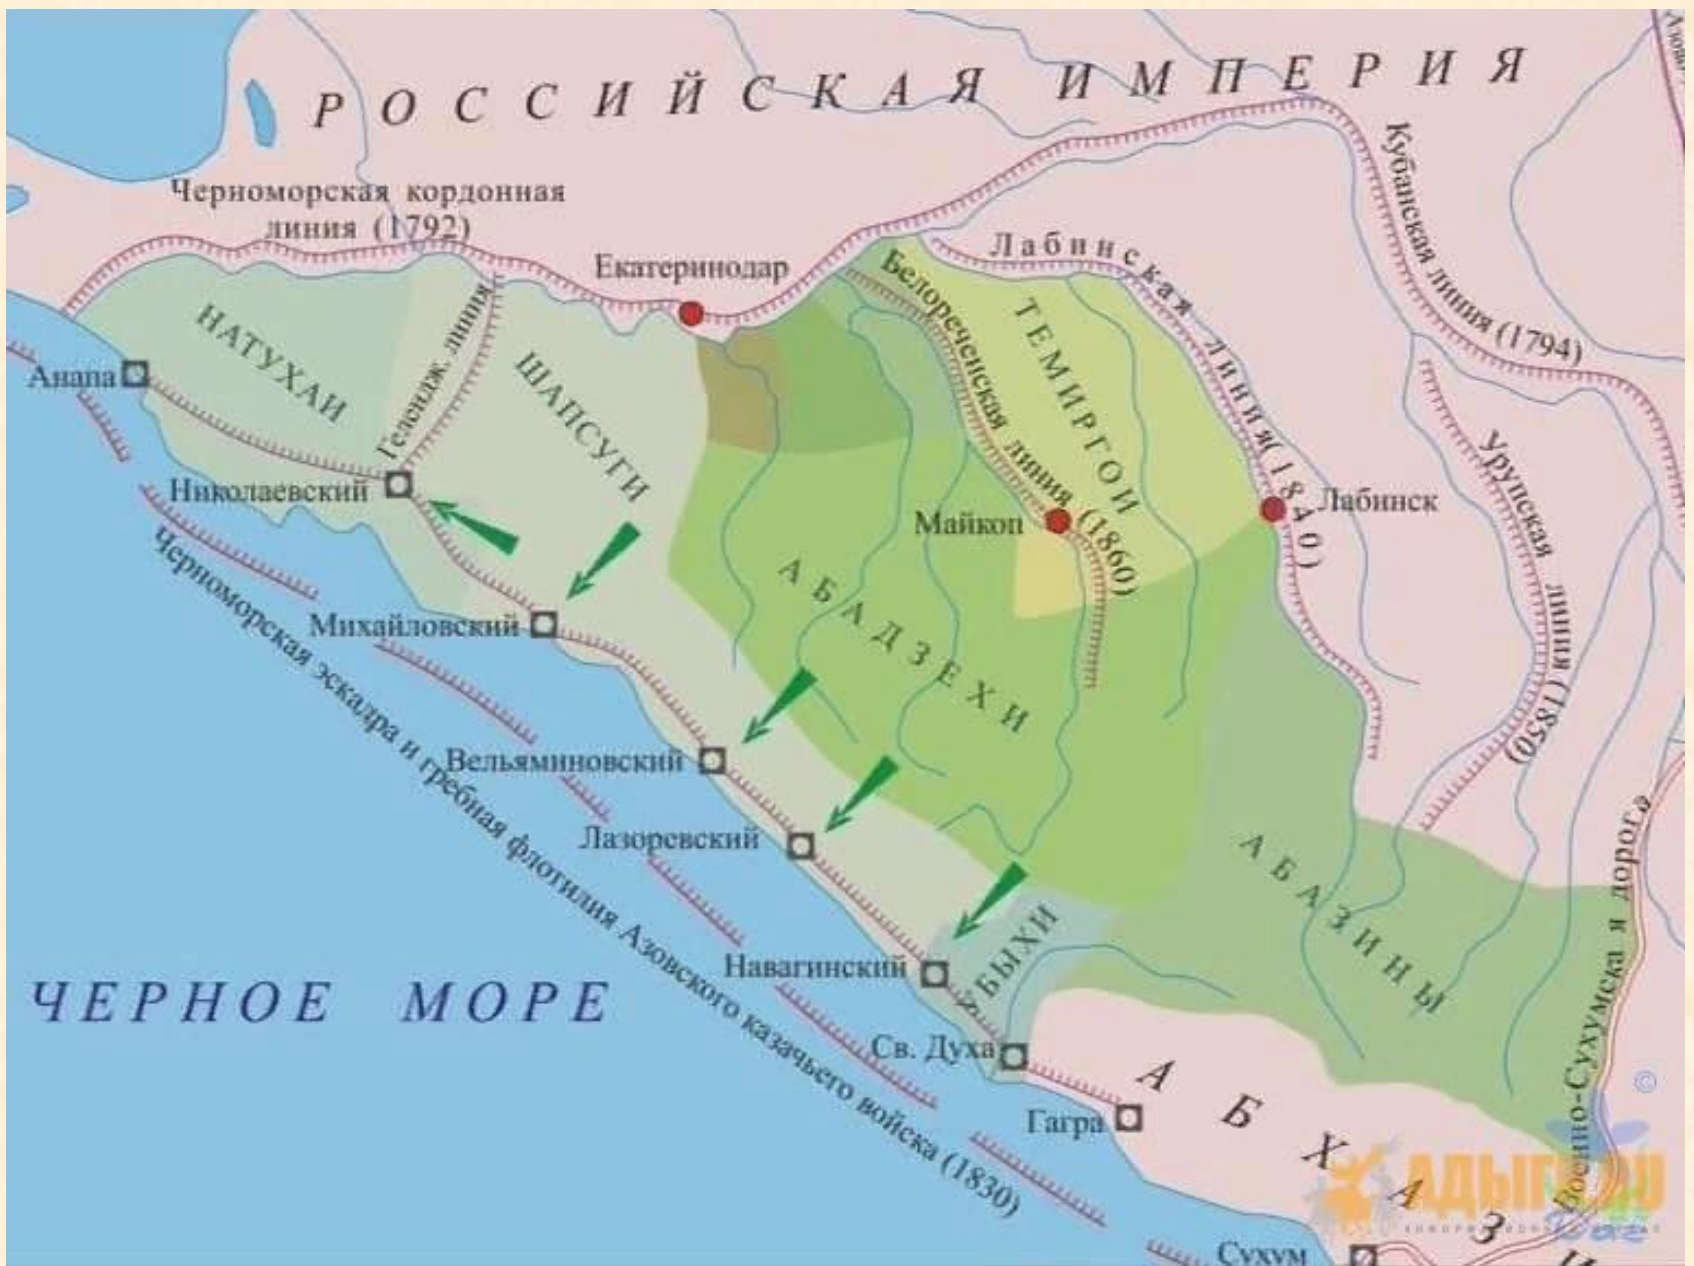 РОССИЙСКАЯ ИМПЕРИЯ
Черноморская кордонная
линия (1792)
Екатеринодар
Лабинская линия (1840)
Кубанская линия (1794)
Белореченская линия (1860)
ТЕМИРГОИ
НАТУХАИ
Гелендж. линия
ШАПСУГИ
Анапа
Николаевский
Майкоп
Лабинск
Урупская линия (1850)
АБАДЗЕХИ
Михайловский
Черноморская эскадра и гребная флотилия Азовского казачьего войска (1830)
Вельяминовский
Лазоревский
АБАЗИНЫ
Навагинский
УБЫХИ
ЧЕРНОЕ МОРЕ
Св. Духа
Гагра
Военно-Сухумска я дорога
©
АДЫГИ.RU
Сухум